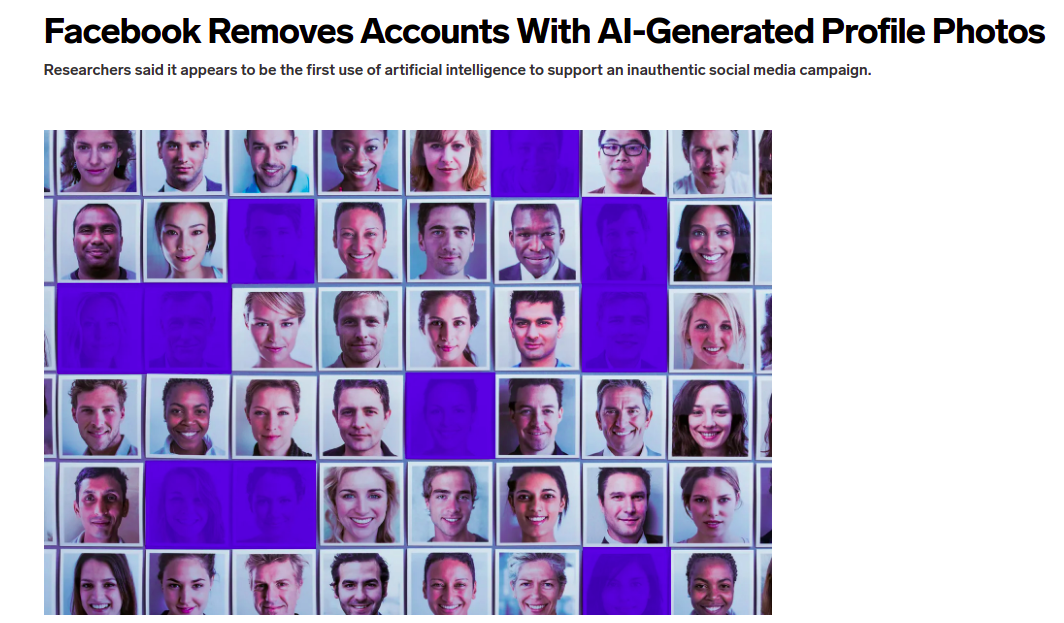 Facebook Removes Accounts With AI-Generated Profile Photos
Researchers said it appears to be the first use of artificial intelligence to support an inauthentic social media campaign.